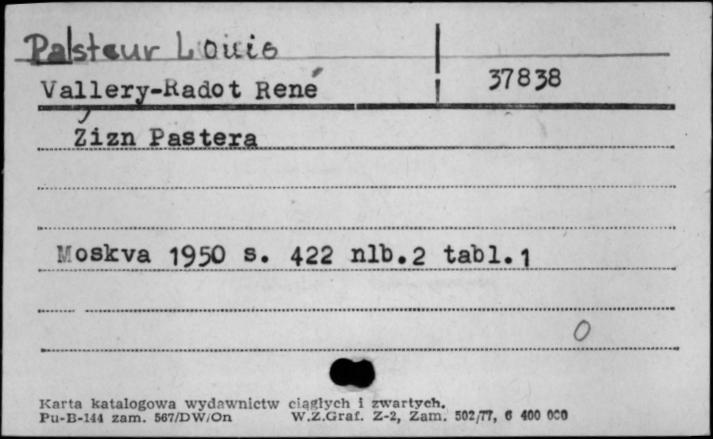 Pasteur Louis
Vallery-Radot René 37838
Zizn Pastera
Moskva 1950 s. 422 nlb.2 tabl.1
0
Karta katalogowa wydawnictw ciągłych i zwartych.
Pu-B-144 zam. 567/DW/On W.Z.Graf. Z-2, Zam. 502/77, 6 400 000